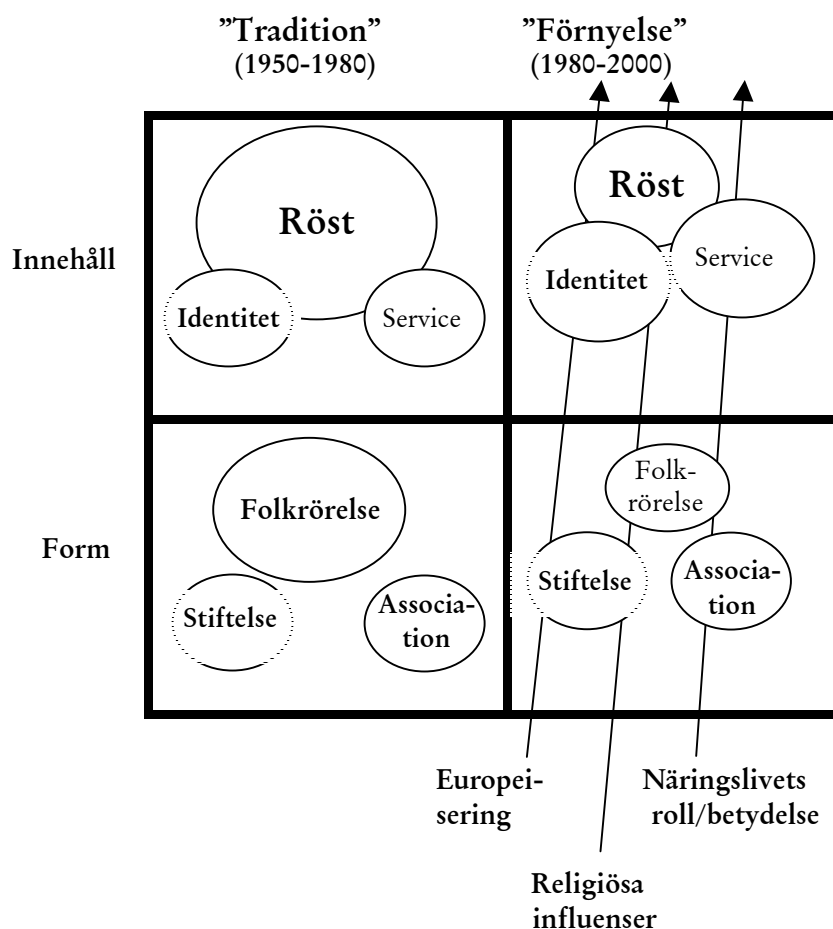 ”Tradition”
(1950-1980)
”Förnyelse”
(1980-2000)
Innehåll
Röst
Identitet
Service
Röst
Identitet
Service
Form
Folkrörelse
Stiftelse
Associa-
tion
Folk-
rörelse
Stiftelse
Associa-
tion
Europei-
sering
Näringslivets
roll/betydelse
Religiösa
influenser